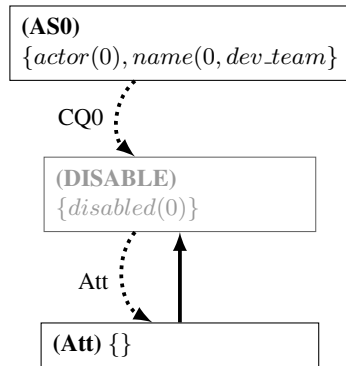 (AS0)
{actor(0), name(0, dev_team}
CQ0
(DISABLE)
{disabled(0)}
Att
(Att) {}